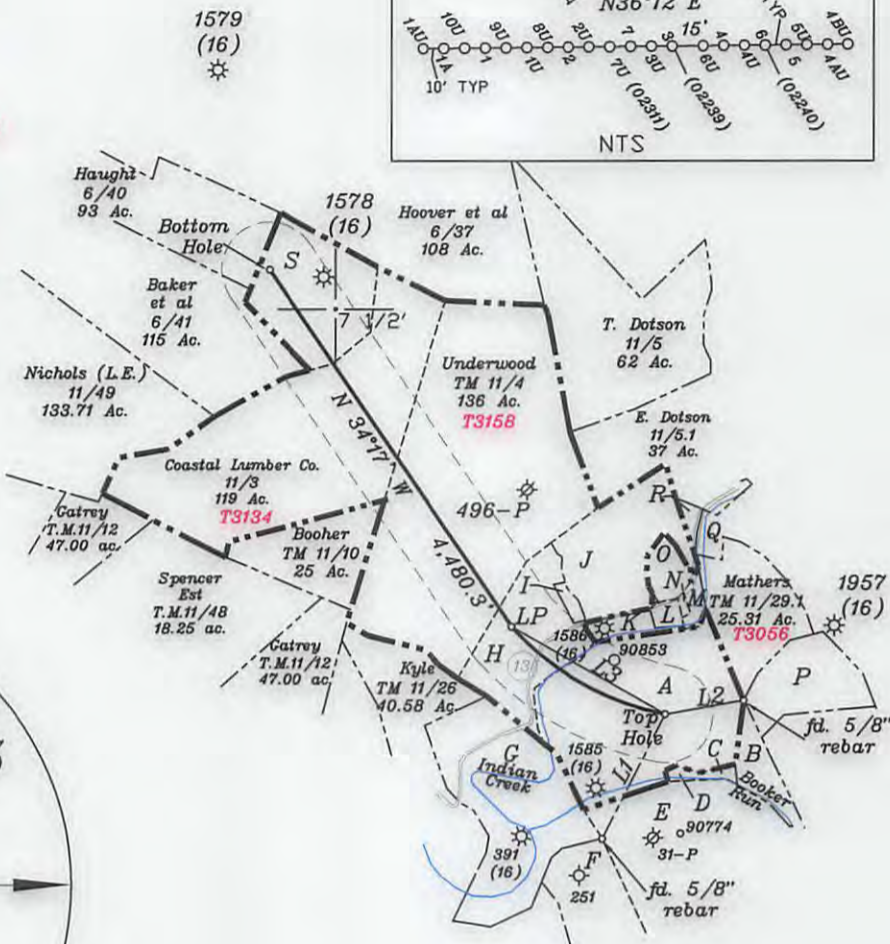 1579
(16)
N36°12' E
TYP
1AU
1A
10U
1
9U
1U
8U
2
2U
7U
7
3U
3
15'
6U
4
4U
6
5
5U
4AU
4BU
(02311)
(02239)
(02240)
10' TYP
NTS
Haught
6/40
93 Ac.
Bottom
Hole
S
1578
(16)
Hoover et al
6/37
108 Ac.
Baker
et al
6/41
115 Ac.
7 1/2'
T. Dotson
11/5
62 Ac.
Nichols (L.E.)
11/49
133.71 Ac.
Underwood
TM 11/4
136 Ac.
T3158
N 34°17' W
4,480.3'
E. Dotson
11/5.1
37 Ac.
Coastal Lumber Co.
11/3
119 Ac.
T3134
Gatrey
T.M.11/12
47.00 ac.
Booher
TM 11/10
25 Ac.
496-P
R
Q
J
O
I
N
M
Mathers
TM 11/29.1
25.31 Ac.
T3056
1957
(16)
Spencer
Est
T.M.11/48
18.25 ac.
LP
K
L
1586
(16)
90853
L3
Gatrey
T.M.11/12
47.00 ac
H
13
Kyle
TM 11/26
40.58 Ac
A
L2
P
Top
Hole
fd. 5/8"
rebar
G
Indian
Creek
1585
(16)
L1
C
B
Booker
Run
D
E
90774
31-P
391
(16)
F
251
fd. 5/8"
rebar